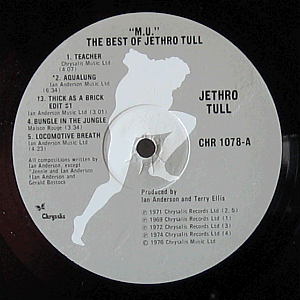 "M.U."
THE BEST OF JETHRO TULL
1. TEACHER
Chrysalis Music Ltd
(4:07)
*2. AQUALUNG
Ian Anderson Music Ltd
(6:34)
†3. THICK AS A BRICK
EDIT #1
Ian Anderson Music Ltd (3:01)
4. BUNGLE IN THE JUNGLE
Maison Rouge (3:34)
5. LOCOMOTIVE BREATH
Ian Anderson Music Ltd
(4:23)
All compositions written by
Ian Anderson, except
*Jennie and Ian Anderson
†Ian Anderson and
Gerald Bostock
JETHRO
TULL
CHR 1078-A
Produced by
Ian Anderson and Terry Ellis
Ⓟ 1971 Chrysalis Records Ltd (2, 5)
Ⓟ 1969 Chrysalis Records Ltd (1)
Ⓟ 1972 Chrysalis Records Ltd (3)
Ⓟ 1974 Chrysalis Records Ltd (4)
© 1976 Chrysalis Music Ltd
Chrysalis